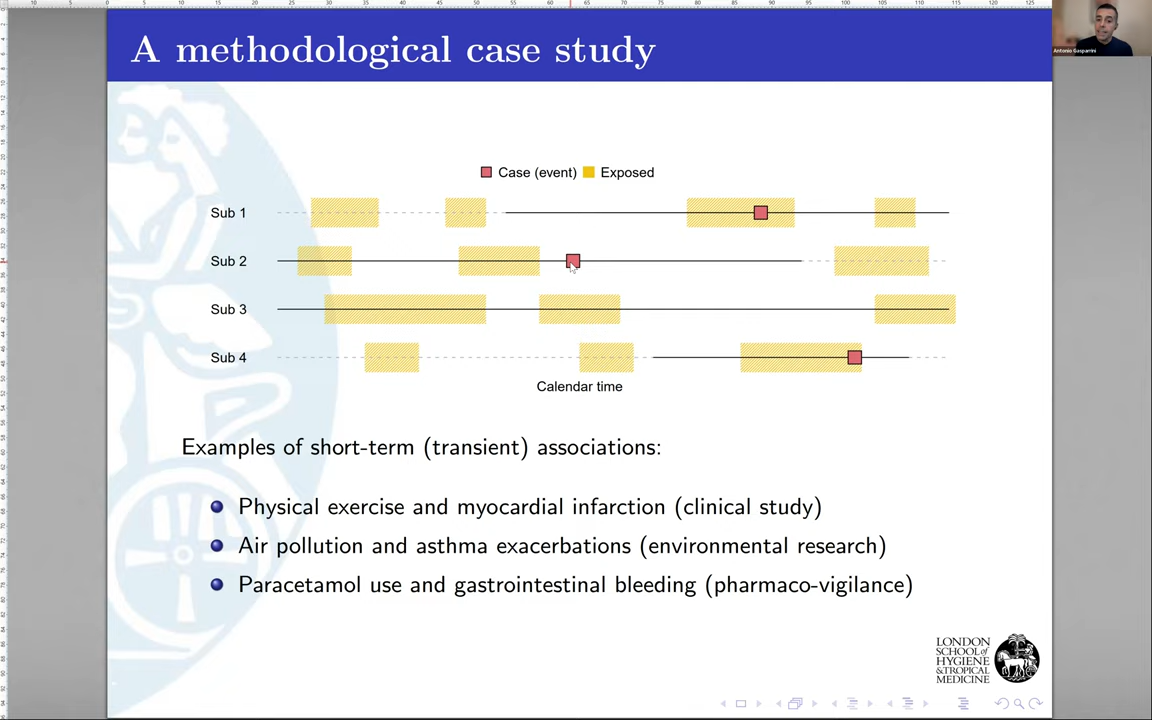 A methodological case study
Antonio Gasparrini
Case (event) Exposed
Sub 1
Sub 2
Sub 3
Sub 4
Calendar time
Examples of short-term (transient) associations:
Physical exercise and myocardial infarction (clinical study)
Air pollution and asthma exacerbations (environmental research)
Paracetamol use and gastrointestinal bleeding (pharmaco-vigilance)
LONDON
SCHOOL of
HYGIENE
& TROPICAL
MEDICINE